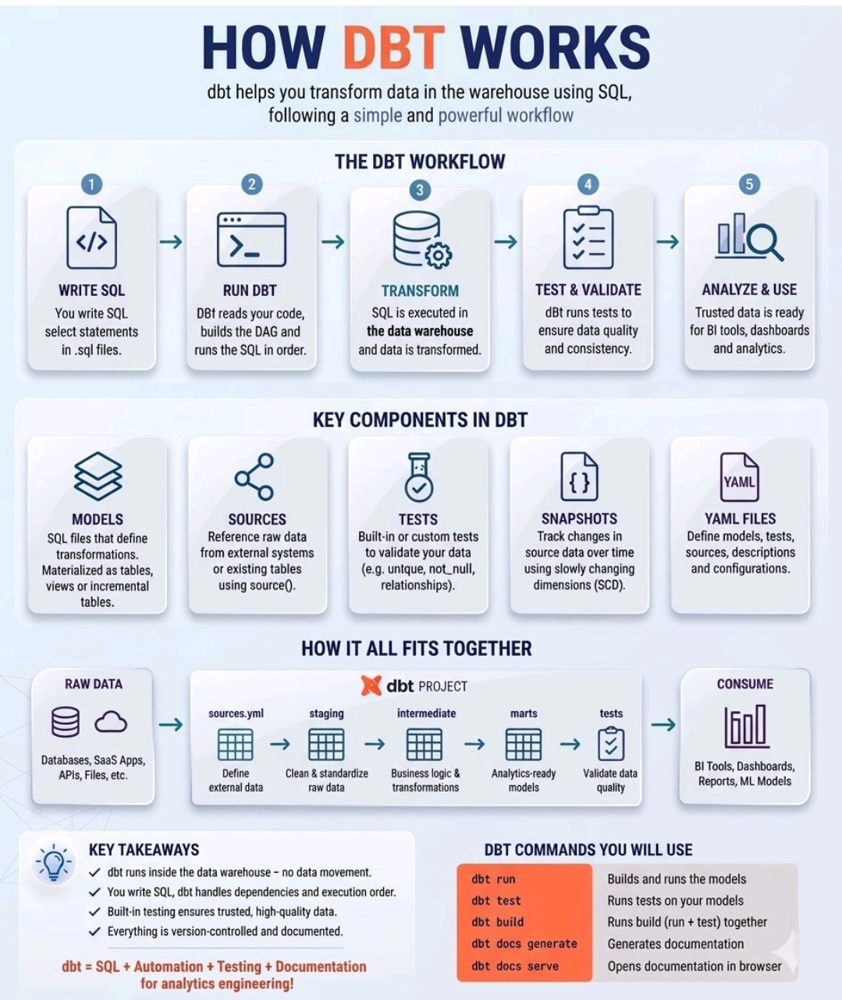 HOW DBT WORKS
dbt helps you transform data in the warehouse using SQL,
following a simple and powerful workflow
THE DBT WORKFLOW
1
WRITE SQL
You write SQL
select statements
in .sql files.
2
RUN DBT
DBt reads your code,
builds the DAG and
runs the SQL in order.
3
TRANSFORM
SQL is executed in
the data warehouse
and data is transformed.
4
TEST & VALIDATE
dBt runs tests to
ensure data quality
and consistency.
5
ANALYZE & USE
Trusted data is ready
for BI tools, dashboards
and analytics.
KEY COMPONENTS IN DBT
MODELS
SQL files that define
transformations.
Materialized as tables,
views or incremental
tables.
SOURCES
Reference raw data
from external systems
or existing tables
using source().
TESTS
Built-in or custom tests
to validate your data
(e.g. untque, not_null,
relationships).
SNAPSHOTS
Track changes in
source data over time
using slowly changing
dimensions (SCD).
YAML
YAML FILES
Define models, tests,
sources, descriptions
and configurations.
HOW IT ALL FITS TOGETHER
RAW DATA
Databases, SaaS Apps,
APIs, Files, etc.
dbt PROJECT
sources.yml
Define
external data
staging
Clean & standardize
raw data
intermediate
Business logic &
transformations
marts
Analytics-ready
models
tests
Validate data
quality
CONSUME
BI Tools, Dashboards,
Reports, ML Models
KEY TAKEAWAYS
dbt runs inside the data warehouse – no data movement.
You write SQL, dbt handles dependencies and execution order.
Built-in testing ensures trusted, high-quality data.
Everything is version-controlled and documented.
dbt = SQL + Automation + Testing + Documentation
for analytics engineering!
DBT COMMANDS YOU WILL USE
dbt run Builds and runs the models
dbt test Runs tests on your models
dbt build Runs build (run + test) together
dbt docs generate Generates documentation
dbt docs serve Opens documentation in browser